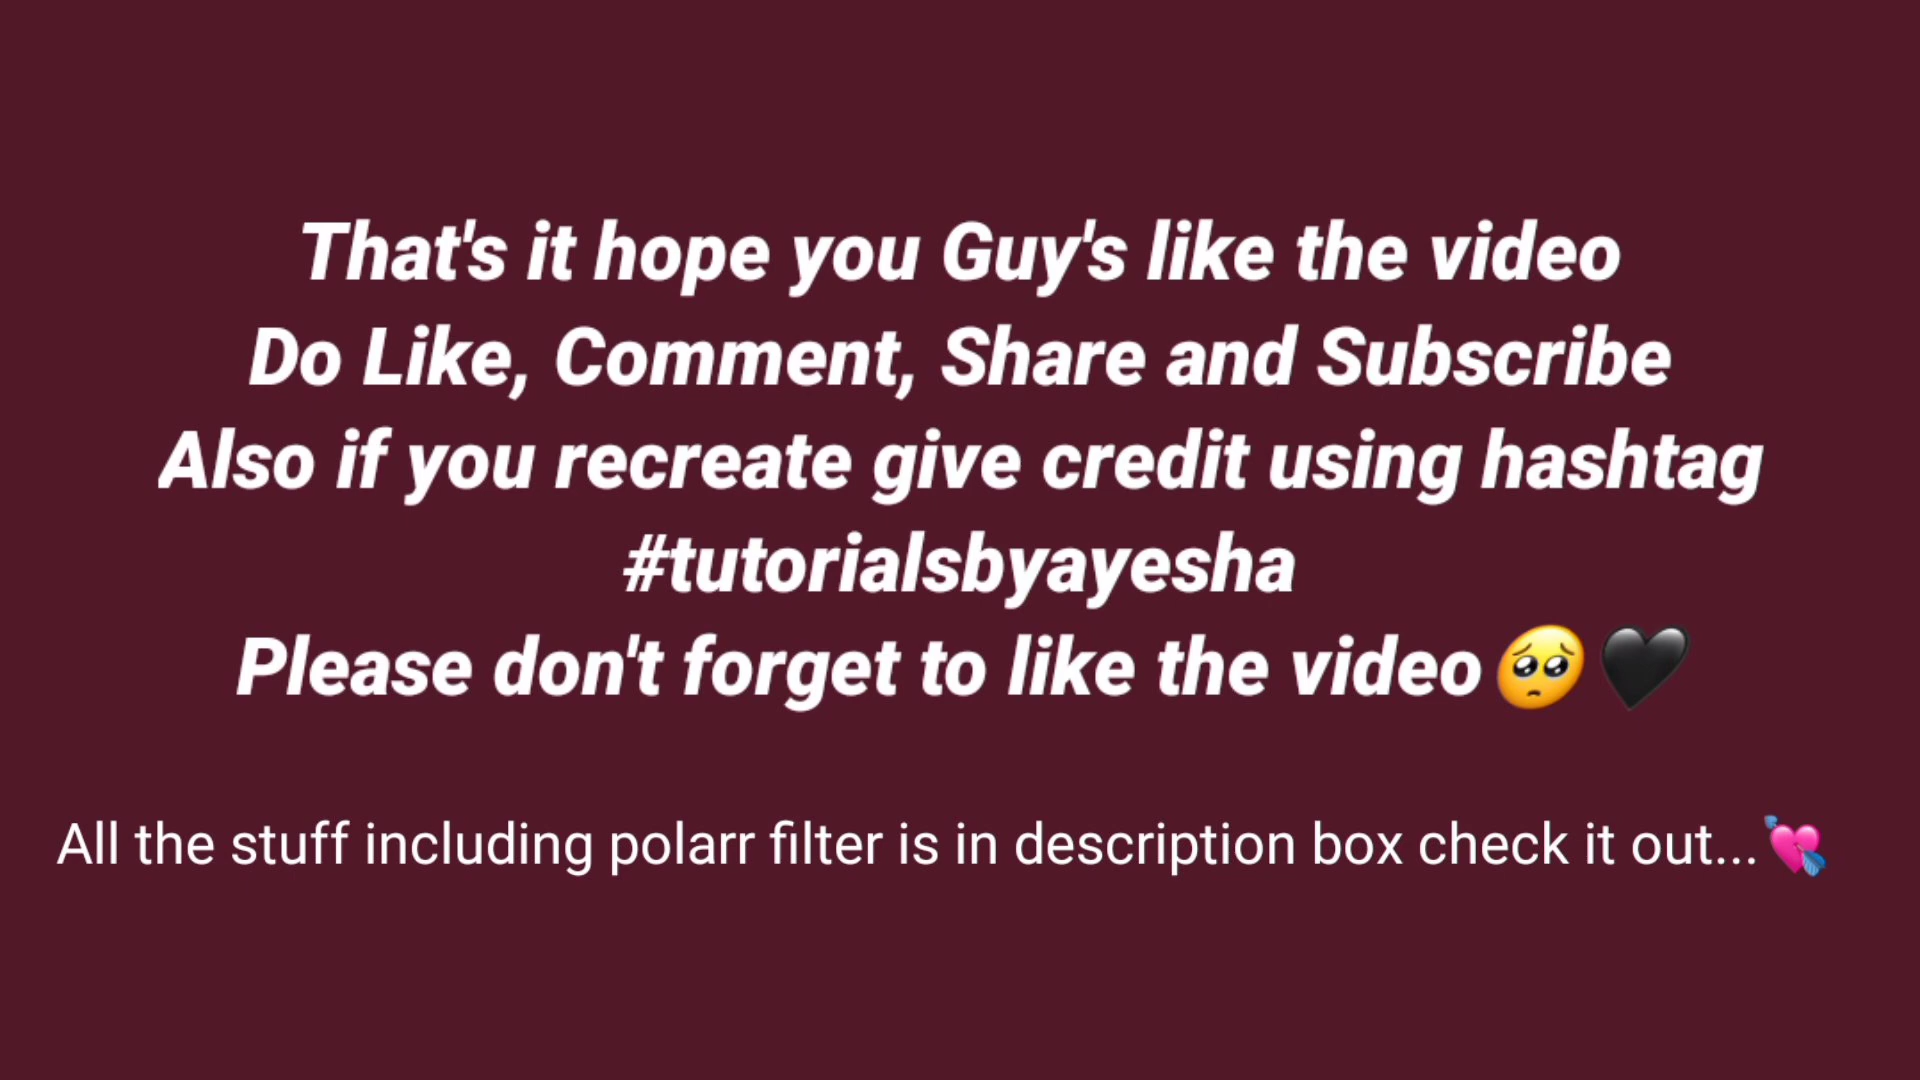 That's it hope you Guy's like the video
Do Like, Comment, Share and Subscribe
Also if you recreate give credit using hashtag
#tutorialsbyayesha
Please don't forget to like the video🥺🖤
All the stuff including polarr filter is in description box check it out...💘